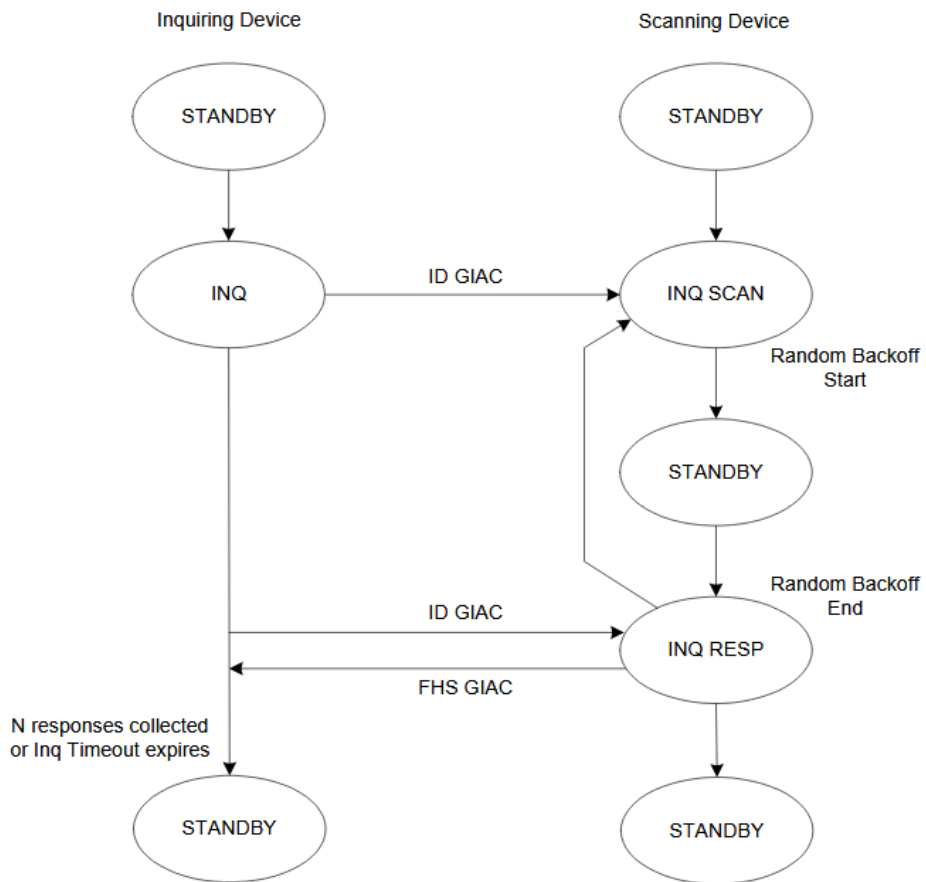 Inquiring Device
Scanning Device
STANDBY
STANDBY
INQ
ID GIAC
INQ SCAN
Random Backoff
Start
STANDBY
Random Backoff
End
ID GIAC
INQ RESP
FHS GIAC
N responses collected
or Inq Timeout expires
STANDBY
STANDBY